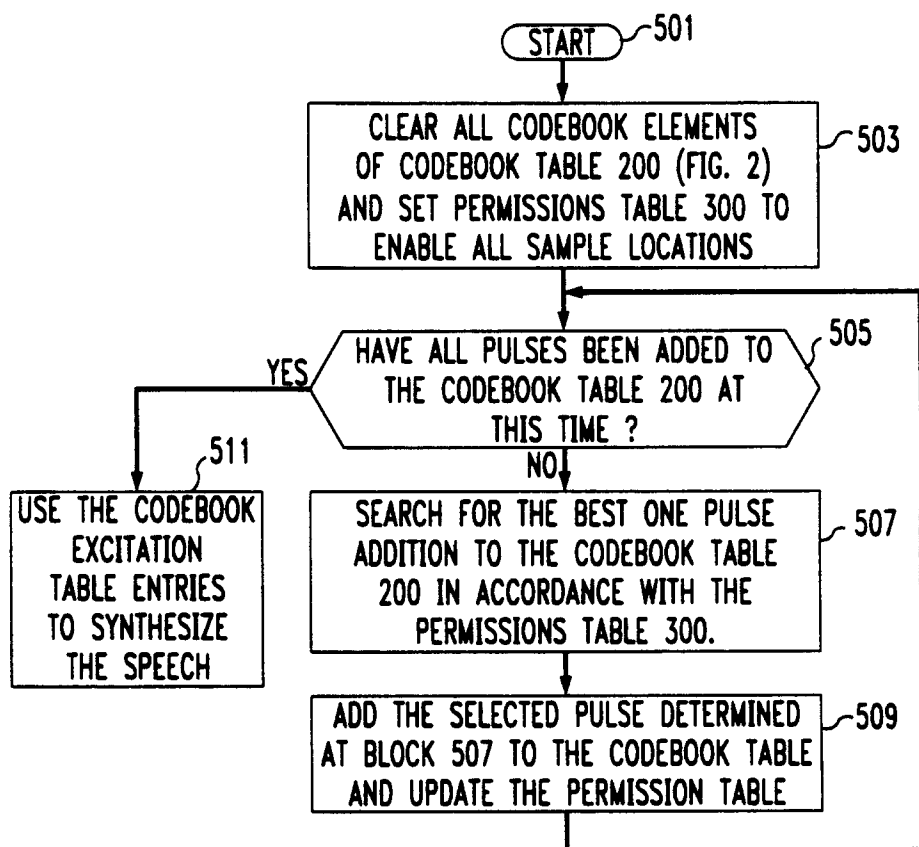 START
501
CLEAR ALL CODEBOOK ELEMENTS
OF CODEBOOK TABLE 200 (FIG. 2)
AND SET PERMISSIONS TABLE 300 TO
ENABLE ALL SAMPLE LOCATIONS
503
HAVE ALL PULSES BEEN ADDED TO
THE CODEBOOK TABLE 200 AT
THIS TIME ?
505
YES
NO
511
USE THE CODEBOOK
EXCITATION
TABLE ENTRIES
TO SYNTHESIZE
THE SPEECH
SEARCH FOR THE BEST ONE PULSE
ADDITION TO THE CODEBOOK TABLE
200 IN ACCORDANCE WITH THE
PERMISSIONS TABLE 300.
507
ADD THE SELECTED PULSE DETERMINED
AT BLOCK 507 TO THE CODEBOOK TABLE
AND UPDATE THE PERMISSION TABLE
509